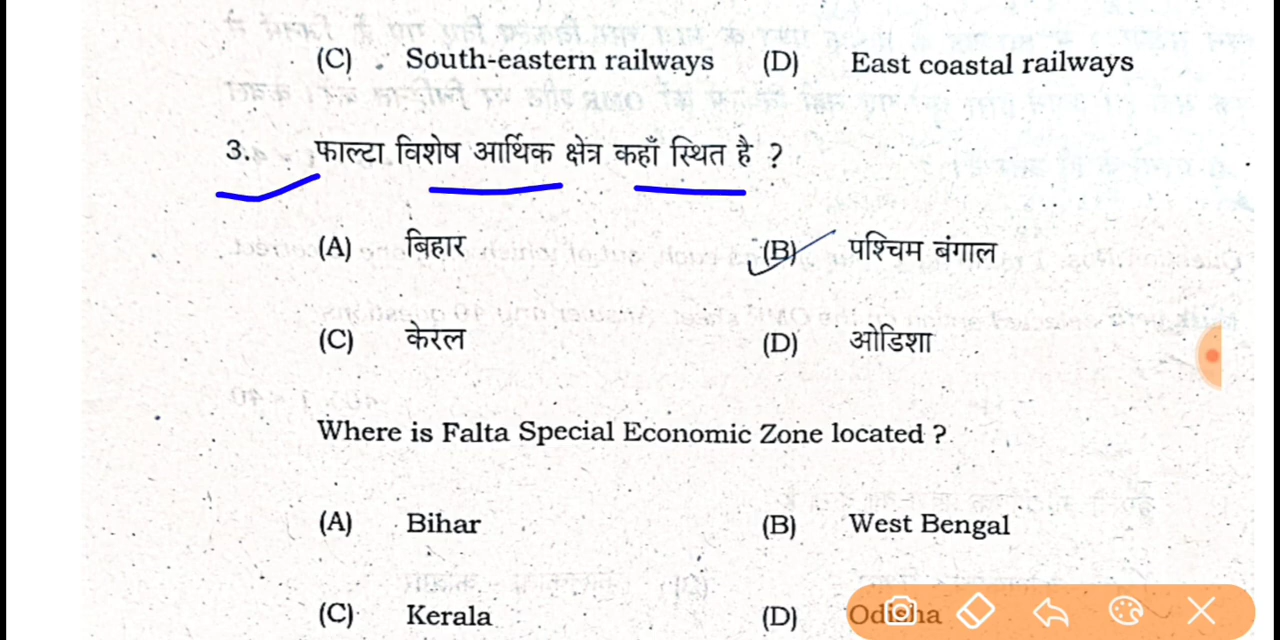 (C) South-eastern railways (D) East coastal railways
3. फाल्टा विशेष आर्थिक क्षेत्र कहाँ स्थित है ?
(A) बिहार (B) पश्चिम बंगाल
(C) केरल (D) ओडिशा
Where is Falta Special Economic Zone located ?
(A) Bihar (B) West Bengal
(C) Kerala (D) Odisha